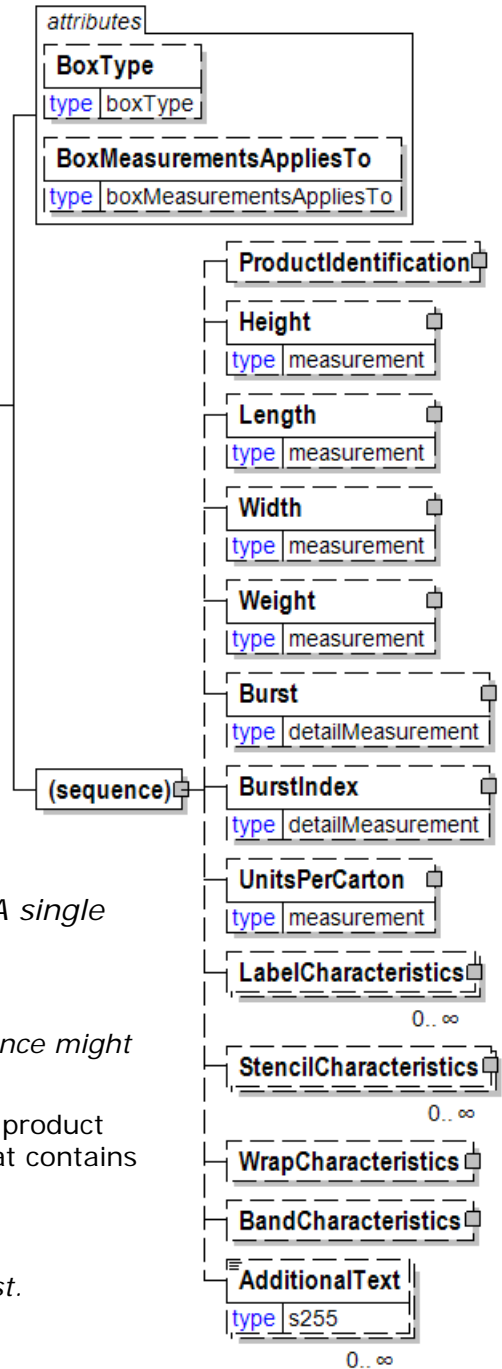 attributes
BoxType
type boxType
BoxMeasurementsAppliesTo
type boxMeasurementsAppliesTo
ProductIdentification
Height
type measurement
Length
type measurement
Width
type measurement
Weight
type measurement
Burst
type detailMeasurement
(sequence)
BurstIndex
type detailMeasurement
UnitsPerCarton
type measurement
A single
LabelCharacteristics
0.. ∞
nce might
StencilCharacteristics
0.. ∞
product
at contains
WrapCharacteristics
BandCharacteristics
st.
AdditionalText
type s255
0.. ∞